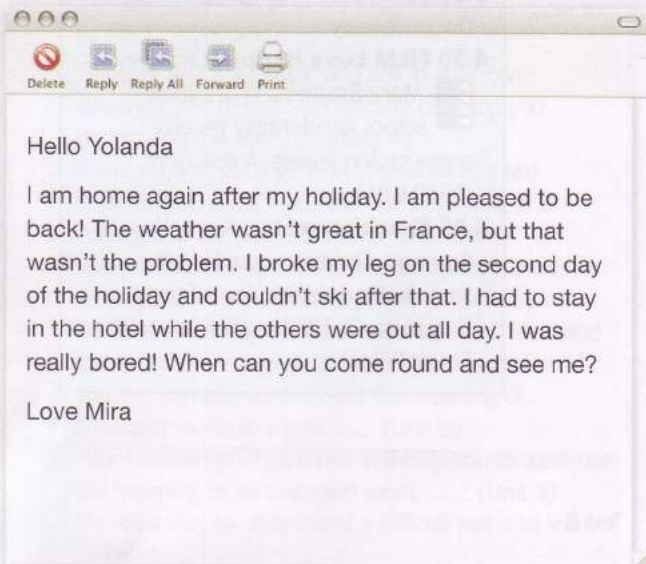 Delete Reply Reply All Forward Print
Hello Yolanda
I am home again after my holiday. I am pleased to be
back! The weather wasn't great in France, but that
wasn't the problem. I broke my leg on the second day
of the holiday and couldn't ski after that. I had to stay
in the hotel while the others were out all day. I was
really bored! When can you come round and see me?
Love Mira